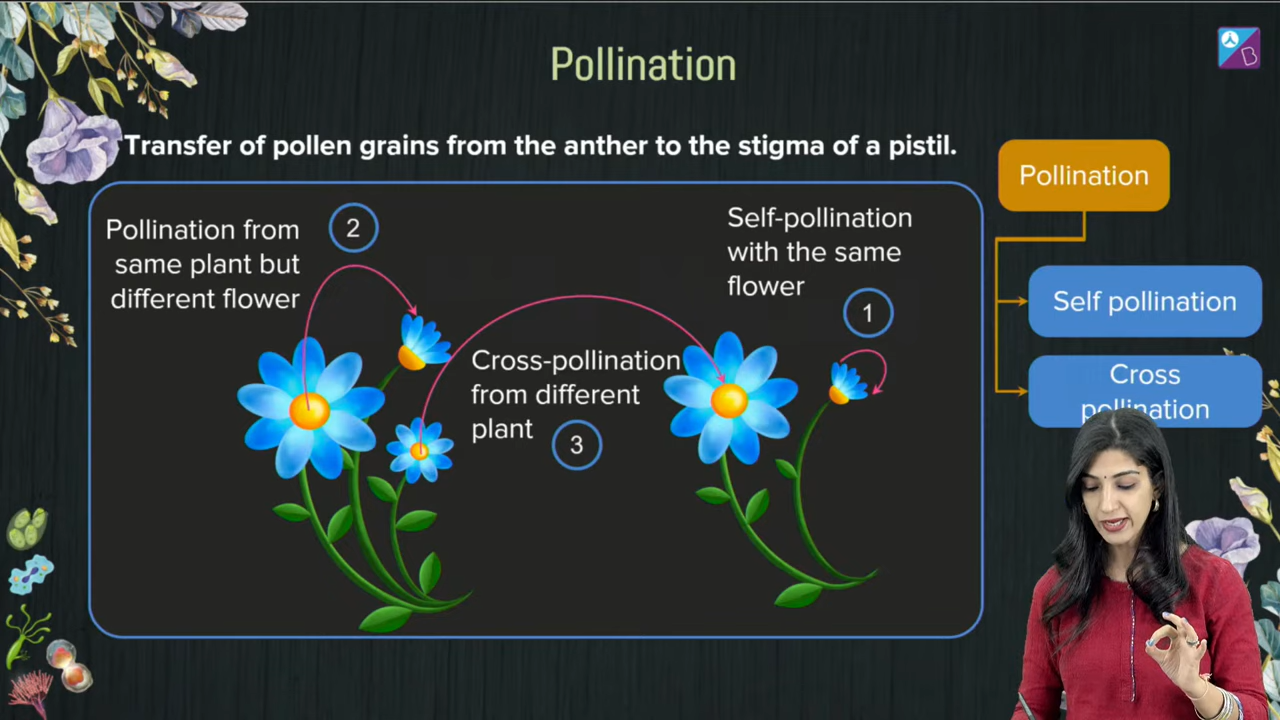 Pollination
Transfer of pollen grains from the anther to the stigma of a pistil.
Pollination from
same plant but
different flower
2
Cross-pollination
from different
plant
3
Self-pollination
with the same
flower
1
Pollination
Self pollination
Cross
pollination
B